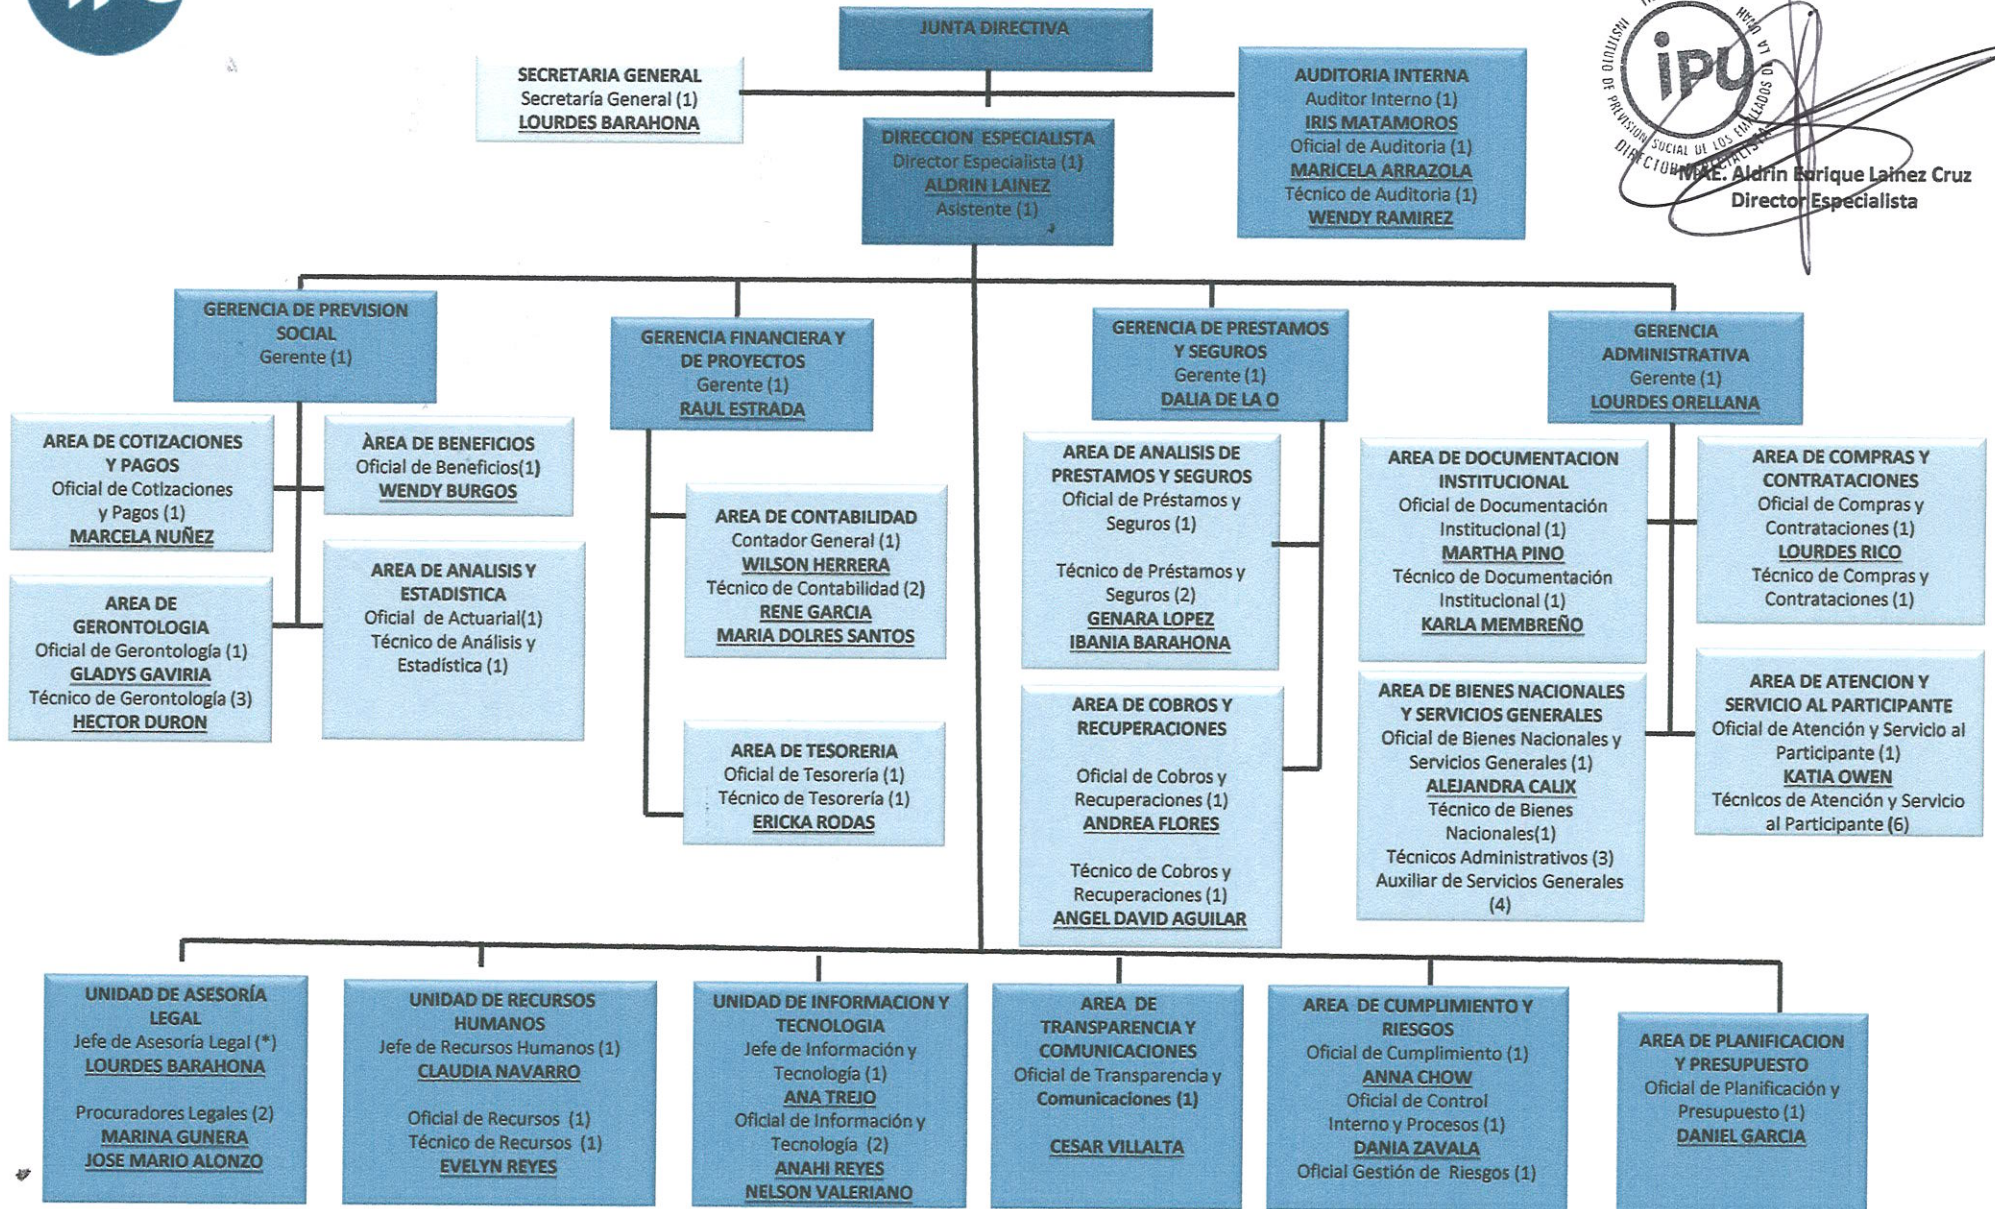 JUNTA DIRECTIVA
SECRETARIA GENERAL
Secretaría General (1)
LOURDES BARAHONA
AUDITORIA INTERNA
Auditor Interno (1)
IRIS MATAMOROS
Oficial de Auditoria (1)
MARICELA ARRAZOLA
Técnico de Auditoria (1)
WENDY RAMIREZ
INSTITUTO DE PREVISION SOCIAL DE LOS EMPLEADOS DE LA UNAH
iPU
DIRECTOR ESPECIALISTA
MAE. Aldrin Enrique Lainez Cruz
Director Especialista
DIRECCION ESPECIALISTA
Director Especialista (1)
ALDRIN LAINEZ
Asistente (1)
GERENCIA DE PREVISION
SOCIAL
Gerente (1)
GERENCIA FINANCIERA Y
DE PROYECTOS
Gerente (1)
RAUL ESTRADA
GERENCIA DE PRESTAMOS
Y SEGUROS
Gerente (1)
DALIA DE LA O
GERENCIA
ADMINISTRATIVA
Gerente (1)
LOURDES ORELLANA
AREA DE COTIZACIONES
Y PAGOS
Oficial de Cotizaciones
y Pagos (1)
MARCELA NUÑEZ
ÀREA DE BENEFICIOS
Oficial de Beneficios(1)
WENDY BURGOS
AREA DE
GERONTOLOGIA
Oficial de Gerontología (1)
GLADYS GAVIRIA
Técnico de Gerontología (3)
HECTOR DURON
AREA DE ANALISIS Y
ESTADISTICA
Oficial de Actuarial(1)
Técnico de Análisis y
Estadística (1)
AREA DE CONTABILIDAD
Contador General (1)
WILSON HERRERA
Técnico de Contabilidad (2)
RENE GARCIA
MARIA DOLRES SANTOS
AREA DE TESORERIA
Oficial de Tesorería (1)
Técnico de Tesorería (1)
ERICKA RODAS
AREA DE ANALISIS DE
PRESTAMOS Y SEGUROS
Oficial de Préstamos y
Seguros (1)
Técnico de Préstamos y
Seguros (2)
GENARA LOPEZ
IBANIA BARAHONA
AREA DE COBROS Y
RECUPERACIONES
Oficial de Cobros y
Recuperaciones (1)
ANDREA FLORES
Técnico de Cobros y
Recuperaciones (1)
ANGEL DAVID AGUILAR
AREA DE DOCUMENTACION
INSTITUCIONAL
Oficial de Documentación
Institucional (1)
MARTHA PINO
Técnico de Documentación
Institucional (1)
KARLA MEMBREÑO
AREA DE COMPRAS Y
CONTRATACIONES
Oficial de Compras y
Contrataciones (1)
LOURDES RICO
Técnico de Compras y
Contrataciones (1)
AREA DE BIENES NACIONALES
Y SERVICIOS GENERALES
Oficial de Bienes Nacionales y
Servicios Generales (1)
ALEJANDRA CALIX
Técnico de Bienes
Nacionales(1)
Técnicos Administrativos (3)
Auxiliar de Servicios Generales
(4)
AREA DE ATENCION Y
SERVICIO AL PARTICIPANTE
Oficial de Atención y Servicio al
Participante (1)
KATIA OWEN
Técnicos de Atención y Servicio
al Participante (6)
UNIDAD DE ASESORÍA
LEGAL
Jefe de Asesoría Legal (*)
LOURDES BARAHONA
Procuradores Legales (2)
MARINA GUNERA
JOSE MARIO ALONZO
UNIDAD DE RECURSOS
HUMANOS
Jefe de Recursos Humanos (1)
CLAUDIA NAVARRO
Oficial de Recursos (1)
Técnico de Recursos (1)
EVELYN REYES
UNIDAD DE INFORMACION Y
TECNOLOGIA
Jefe de Información y
Tecnología (1)
ANA TREJO
Oficial de Información y
Tecnología (2)
ANAHI REYES
NELSON VALERIANO
AREA DE
TRANSPARENCIA Y
COMUNICACIONES
Oficial de Transparencia y
Comunicaciones (1)
CESAR VILLALTA
AREA DE CUMPLIMIENTO Y
RIESGOS
Oficial de Cumplimiento (1)
ANNA CHOW
Oficial de Control
Interno y Procesos (1)
DANIA ZAVALA
Oficial Gestión de Riesgos (1)
AREA DE PLANIFICACION
Y PRESUPUESTO
Oficial de Planificación y
Presupuesto (1)
DANIEL GARCIA